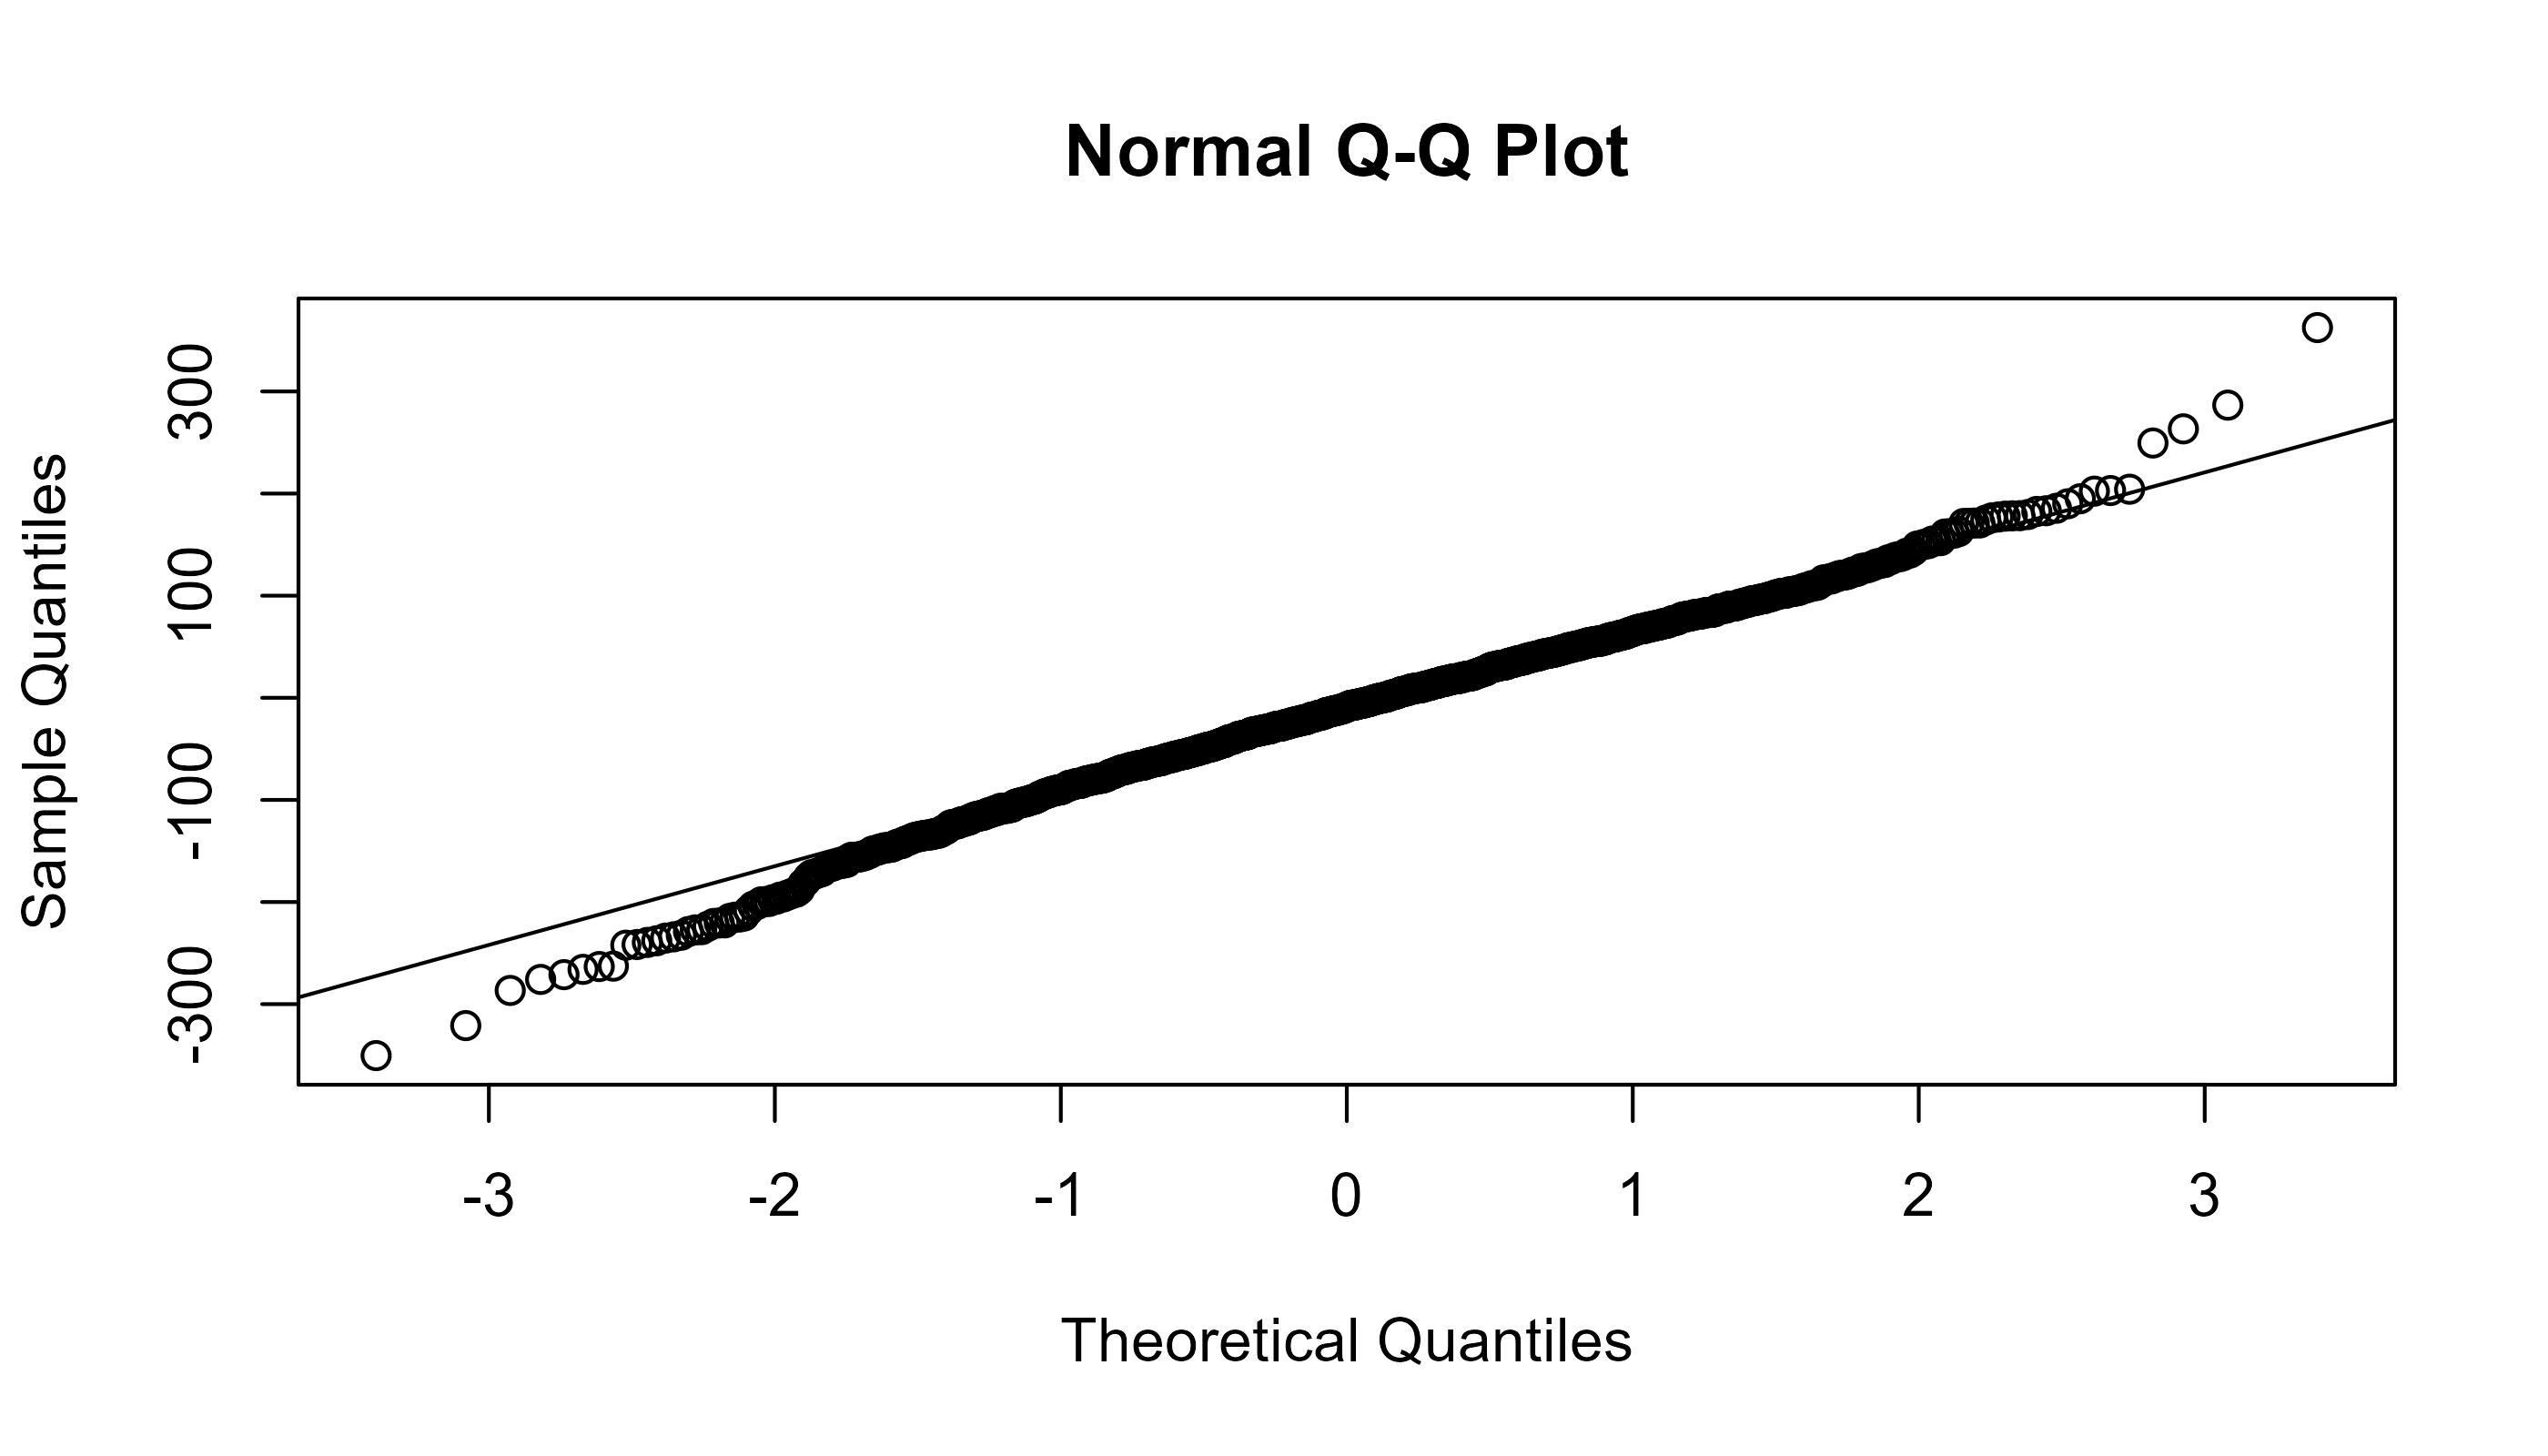 Normal Q-Q Plot
Sample Quantiles
300
100
-100
-300
-3 -2 -1 0 1 2 3
Theoretical Quantiles